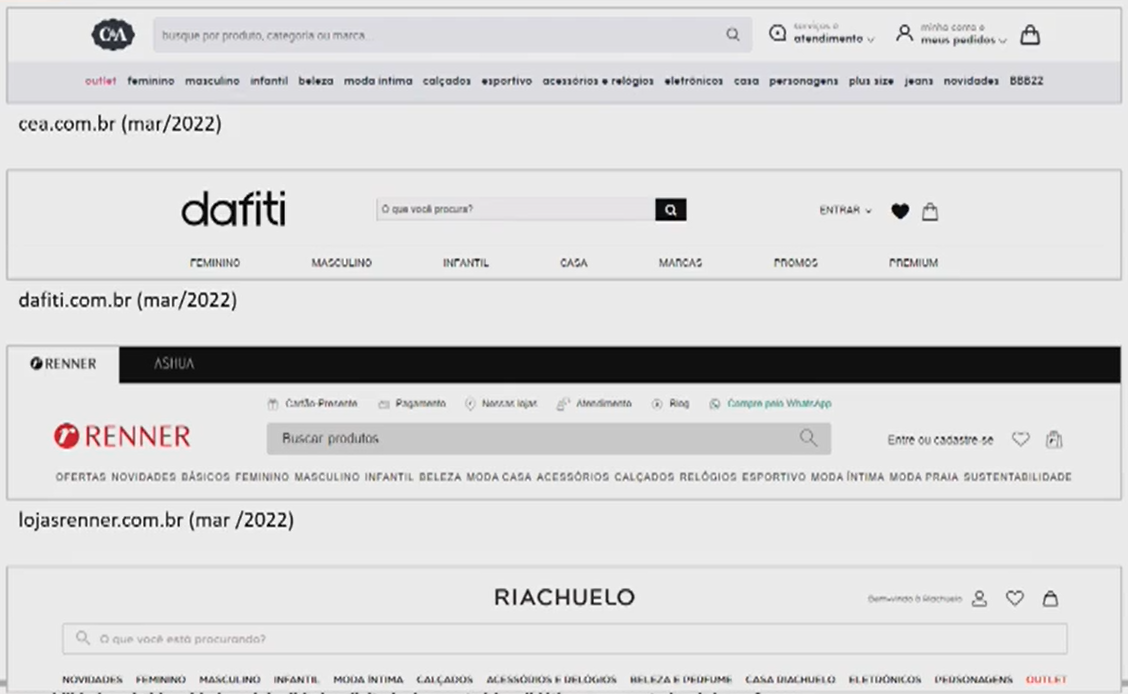 C&A
busque por produto, categoria ou marca...
serviços e
atendimento
minha conta e
meus pedidos
outlet feminino masculino infantil beleza moda íntima calçados esportivo acessórios e relógios eletrônicos casa personagens plus size jeans novidades BBB22
cea.com.br (mar/2022)
dafiti
O que você procura?
ENTRAR
FEMININO MASCULINO INFANTIL CASA MARCAS PROMOS PREMIUM
dafiti.com.br (mar/2022)
RENNER ASHUA
Cartão Presente Pagamento Nossas lojas Atendimento Blog Compre pelo WhatsApp
RENNER
Buscar produtos
Entre ou cadastre-se
OFERTAS NOVIDADES BÁSICOS FEMININO MASCULINO INFANTIL BELEZA MODA CASA ACESSÓRIOS CALÇADOS RELÓGIOS ESPORTIVO MODA ÍNTIMA MODA PRAIA SUSTENTABILIDADE
lojasrenner.com.br (mar /2022)
RIACHUELO
Bem-vindo à Riachuelo
O que você está procurando?
NOVIDADES FEMININO MASCULINO INFANTIL MODA ÍNTIMA CALÇADOS ACESSÓRIOS E RELÓGIOS BELEZA E PERFUME CASA RIACHUELO ELETRÔNICOS PERSONAGENS OUTLET